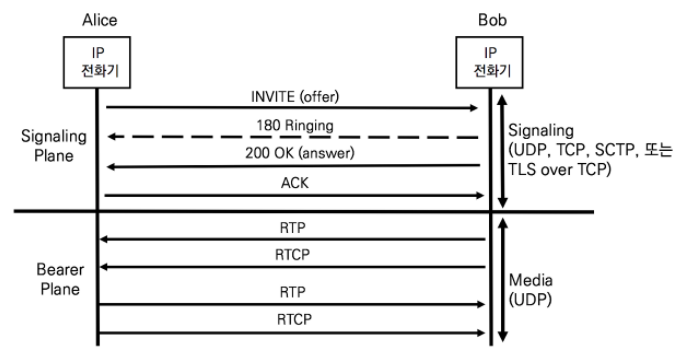 Alice
Bob
IP
전화기
IP
전화기
INVITE (offer)
180 Ringing
200 OK (answer)
ACK
Signaling
Plane
Signaling
(UDP, TCP, SCTP, 또는
TLS over TCP)
RTP
RTCP
RTP
RTCP
Bearer
Plane
Media
(UDP)